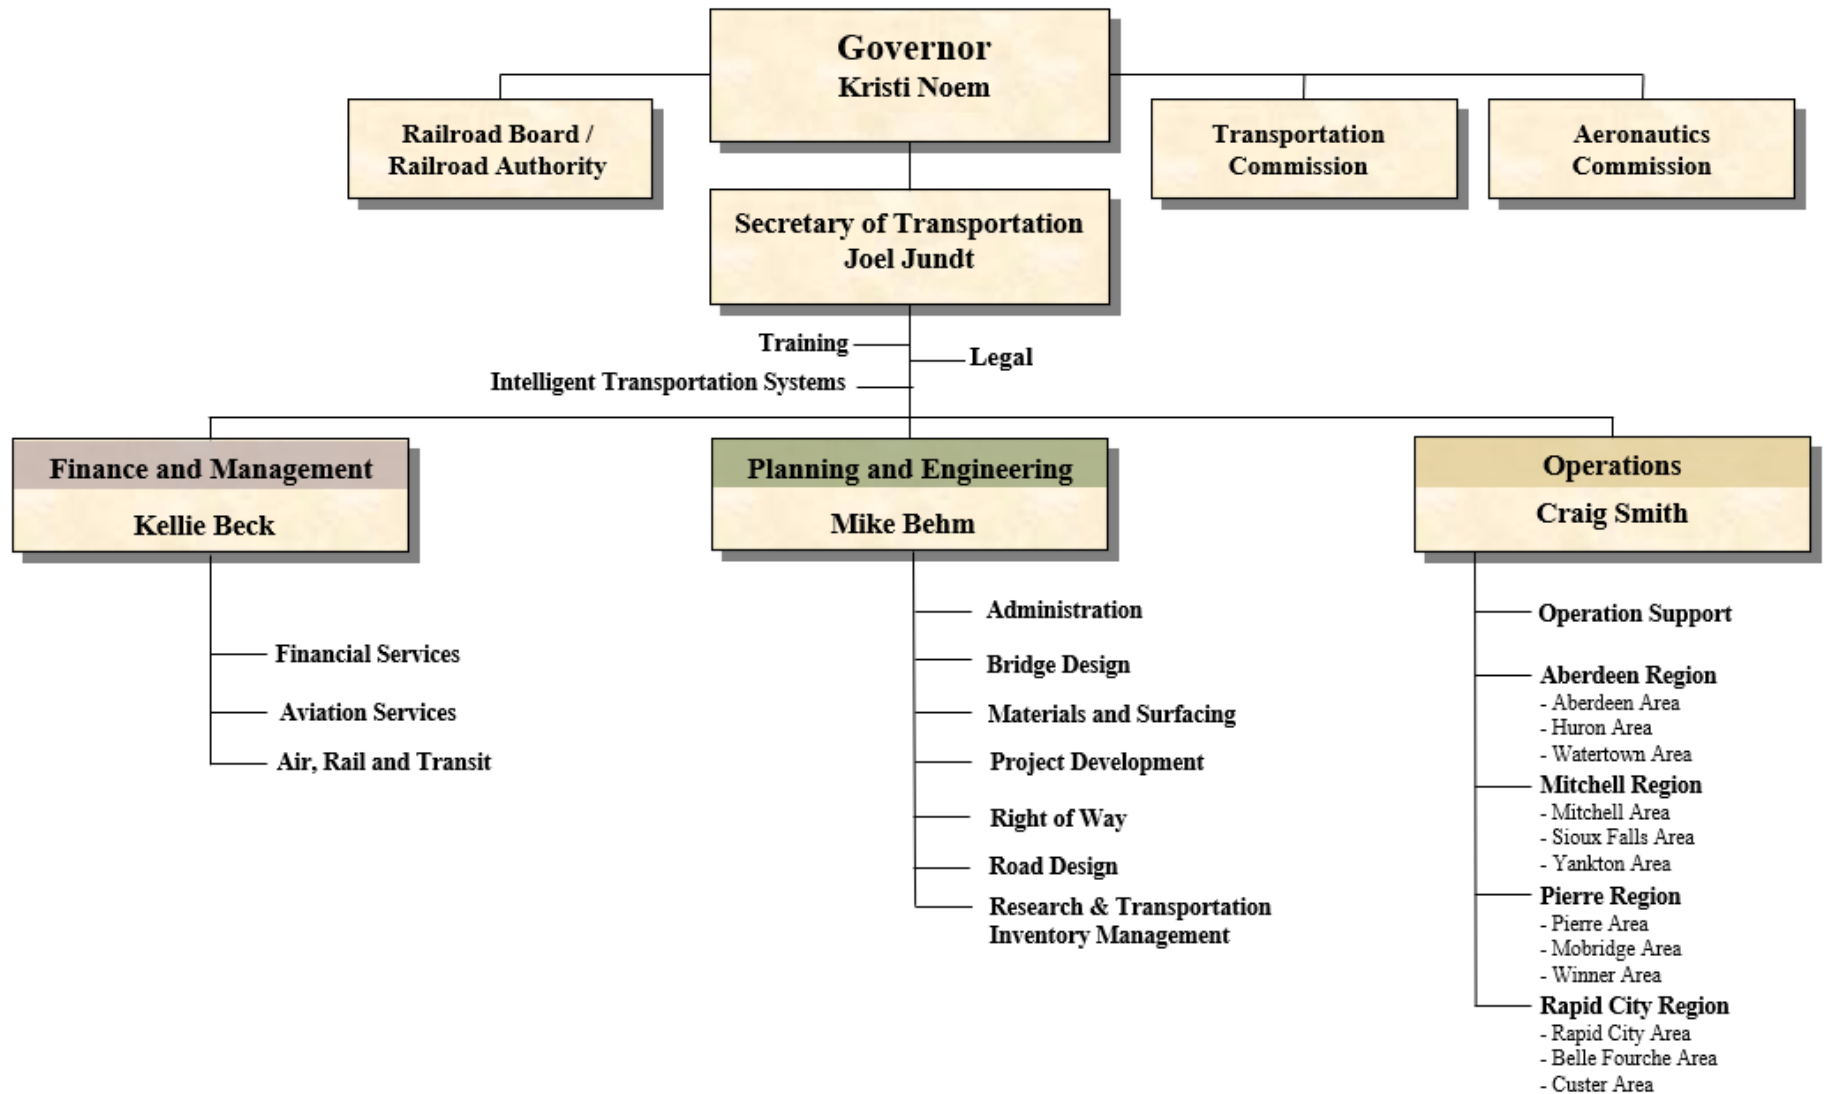 Governor
Kristi Noem
Railroad Board /
Railroad Authority
Transportation
Commission
Aeronautics
Commission
Secretary of Transportation
Joel Jundt
Training
Legal
Intelligent Transportation Systems
Finance and Management
Kellie Beck
Financial Services
Aviation Services
Air, Rail and Transit
Planning and Engineering
Mike Behm
Administration
Bridge Design
Materials and Surfacing
Project Development
Right of Way
Road Design
Research & Transportation
Inventory Management
Operations
Craig Smith
Operation Support
Aberdeen Region
- Aberdeen Area
- Huron Area
- Watertown Area
Mitchell Region
- Mitchell Area
- Sioux Falls Area
- Yankton Area
Pierre Region
- Pierre Area
- Mobridge Area
- Winner Area
Rapid City Region
- Rapid City Area
- Belle Fourche Area
- Custer Area